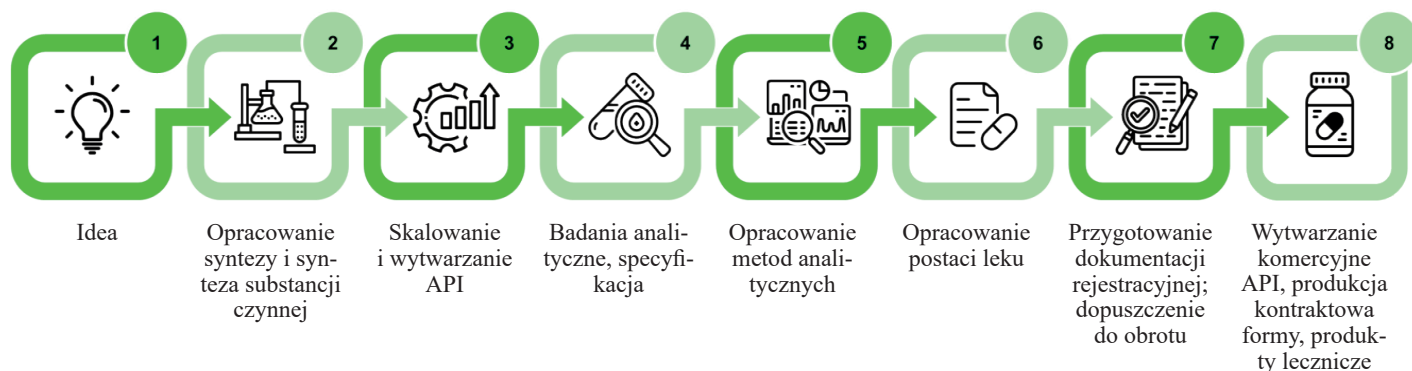 1
2
3
4
5
6
7
8
Idea
Opracowanie
syntezy i syn-
teza substancji
czynnej
Skalowanie
i wytwarzanie
API
Badania anali-
tyczne, specyfi-
kacja
Opracowanie
metod anali-
tycznych
Opracowanie
postaci leku
Przygotowanie
dokumentacji
rejestracyjnej;
dopuszczenie
do obrotu
Wytwarzanie
komercyjne
API, produkcja
kontraktowa
formy, produk-
ty lecznicze